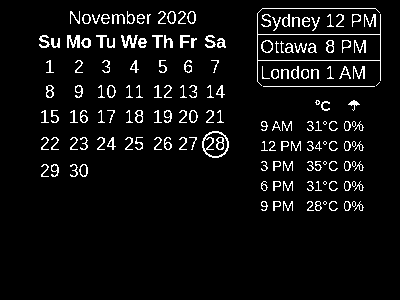 November 2020
Su Mo Tu We Th Fr Sa
1 2 3 4 5 6 7
8 9 10 11 12 13 14
15 16 17 18 19 20 21
22 23 24 25 26 27 28
29 30
Sydney 12 PM
Ottawa 8 PM
London 1 AM
°C ☂
9 AM 31°C 0%
12 PM 34°C 0%
3 PM 35°C 0%
6 PM 31°C 0%
9 PM 28°C 0%